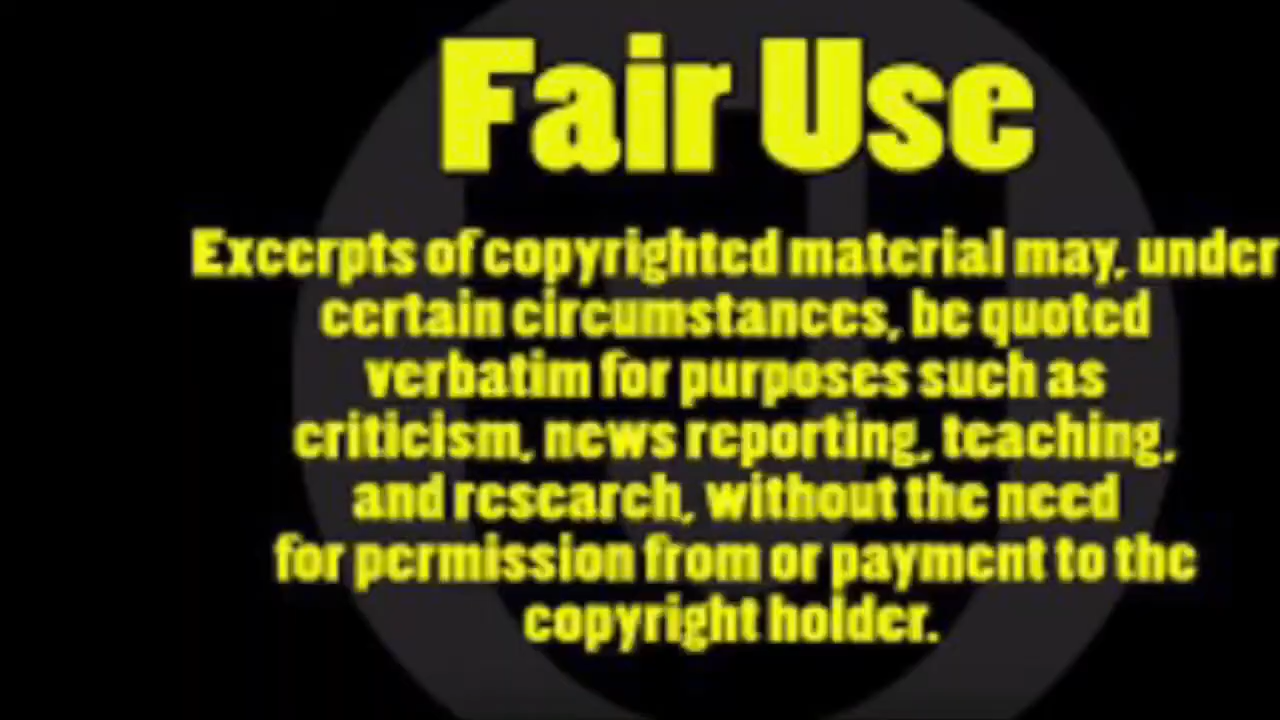 Fair Use
Excerpts of copyrighted material may, under
certain circumstances, be quoted
verbatim for purposes such as
criticism, news reporting, teaching,
and research, without the need
for permission from or payment to the
copyright holder.